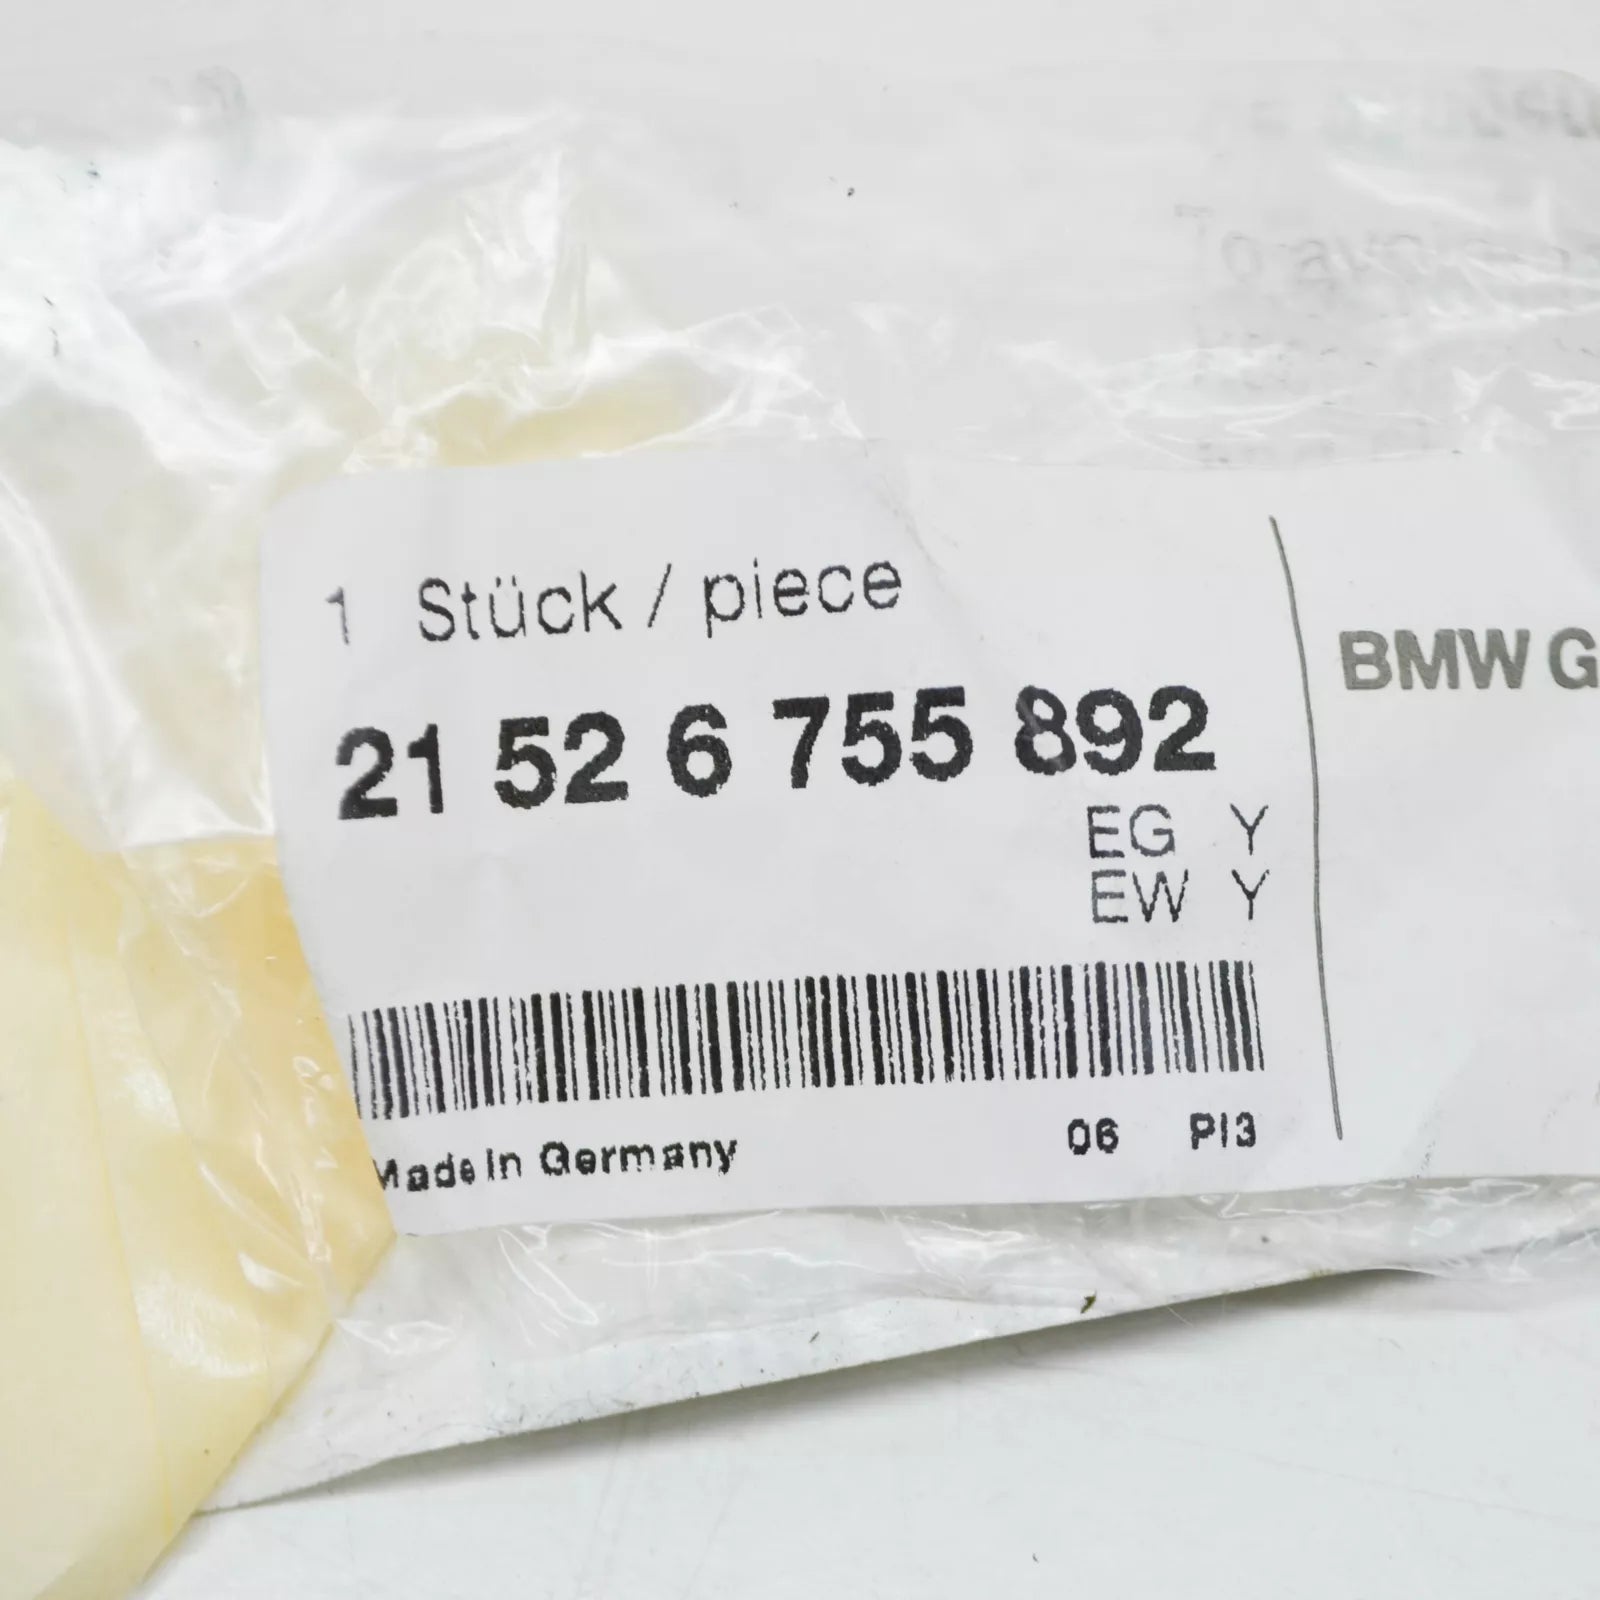 1 Stück / piece
21 52 6 755 892
EG Y
EW Y
Made in Germany 06 PI3
BMW G